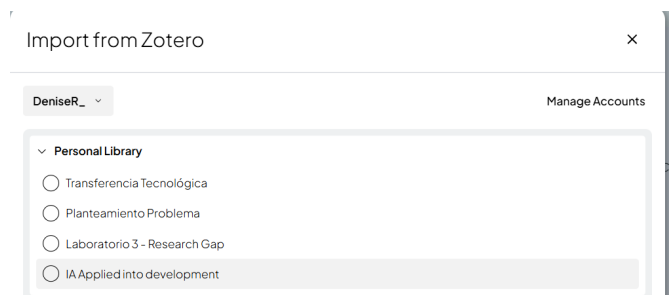 Import from Zotero
DeniseR_
Manage Accounts
Personal Library
Transferencia Tecnológica
Planteamiento Problema
Laboratorio 3 - Research Gap
IA Applied into development